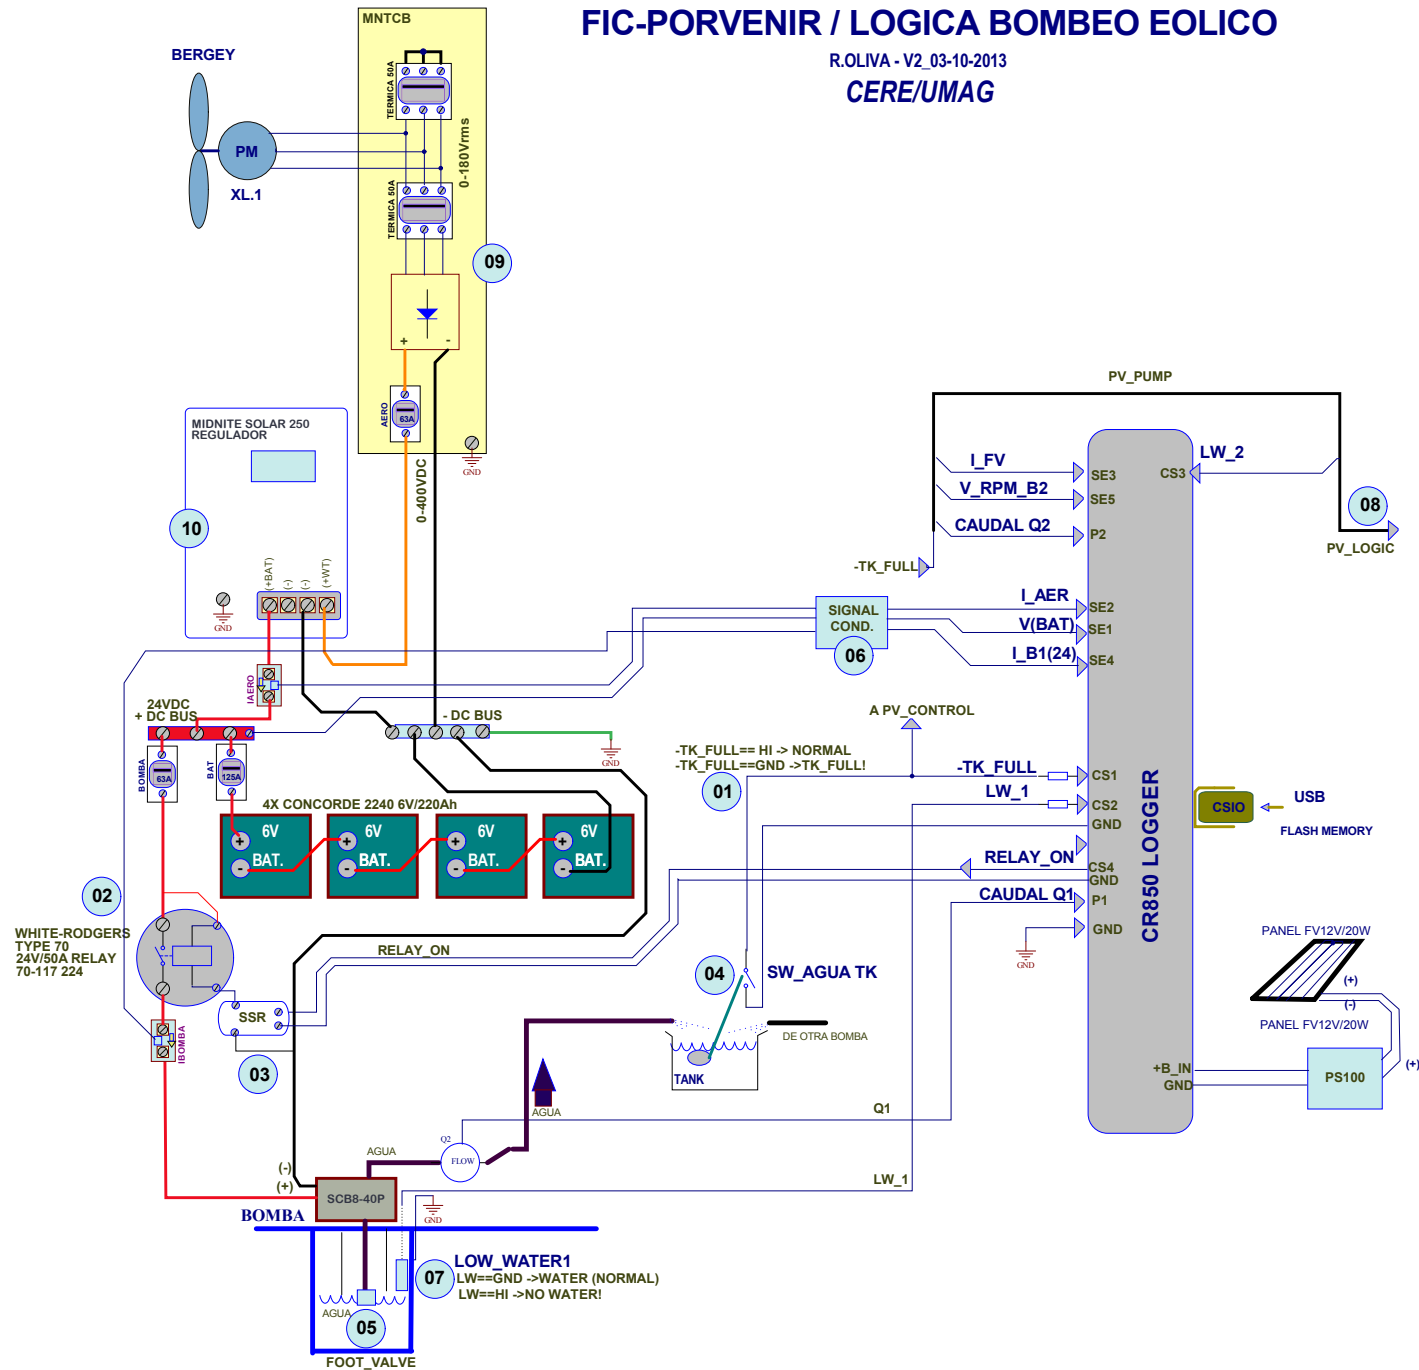 FIC-PORVENIR / LOGICA BOMBEO EOLICO
R.OLIVA - V2_03-10-2013
CERE/UMAG
MNTCB
BERGEY
PM
XL.1
TERMICA 50A
0-180Vrms
TERMICA 50A
09
+
-
AERO
63A
GND
0-400VDC
MIDNITE SOLAR 250
REGULADOR
10
(+BAT)
(-)
(-)
(+WT)
GND
IAERO
24VDC
+ DC BUS
- DC BUS
GND
BOMBA
63A
BAT
125A
4X CONCORDE 2240 6V/220Ah
6V
+
BAT.
-
6V
+
BAT.
-
6V
+
BAT.
-
6V
+
BAT.
-
02
WHITE-RODGERS
TYPE 70
24V/50A RELAY
70-117 224
RELAY_ON
SSR
IBOMBA
03
PV_PUMP
I_FV
V_RPM_B2
CAUDAL Q2
-TK_FULL
LW_2
08
PV_LOGIC
SE3
SE5
P2
CS3
SIGNAL
COND.
06
I_AER
V(BAT)
I_B1(24)
SE2
SE1
SE4
A PV_CONTROL
-TK_FULL== HI -> NORMAL
-TK_FULL==GND ->TK_FULL!
01
-TK_FULL
LW_1
CS1
CS2
GND
RELAY_ON
CS4
GND
CAUDAL Q1
P1
GND
GND
CR850 LOGGER
CSIO
USB
FLASH MEMORY
PANEL FV12V/20W
(+)
(-)
PANEL FV12V/20W
(+)
+B_IN
GND
PS100
04
SW_AGUA TK
DE OTRA BOMBA
TANK
AGUA
Q1
Q2
FLOW
AGUA
(-)
(+)
SCB8-40P
BOMBA
LW_1
GND
LOW_WATER1
07
LW==GND ->WATER (NORMAL)
LW==HI ->NO WATER!
AGUA
05
FOOT_VALVE